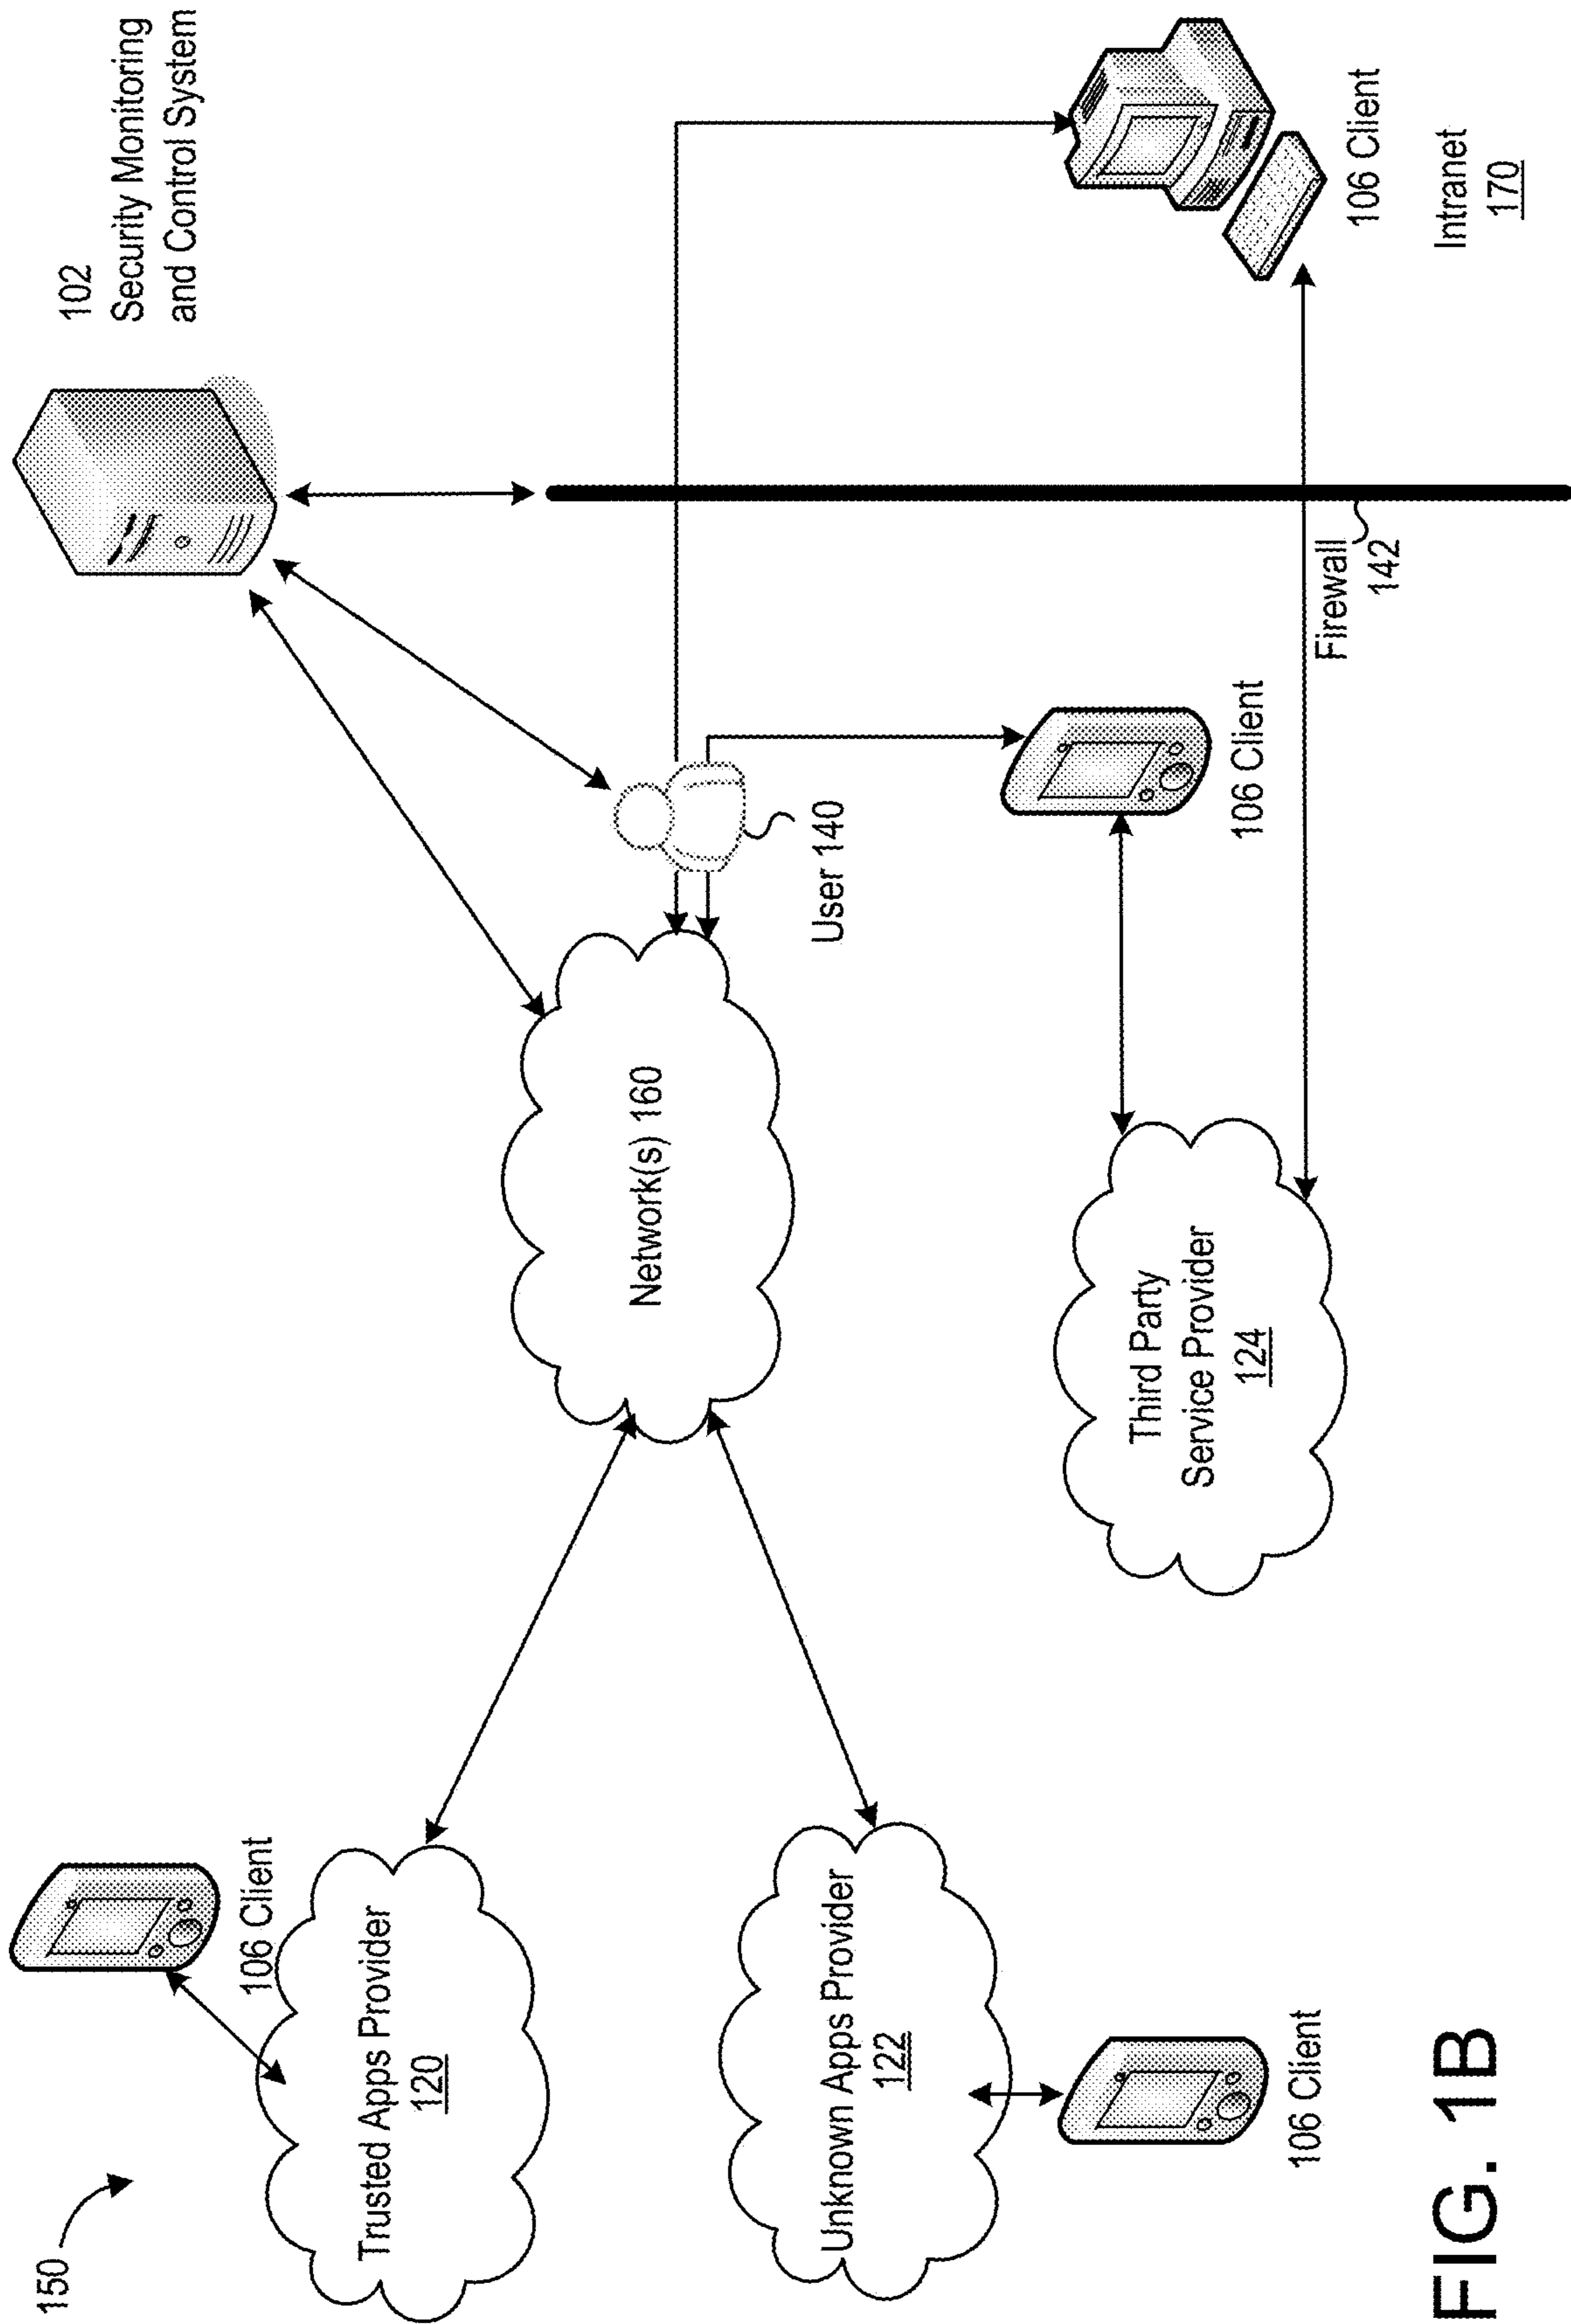 150
106 Client
Trusted Apps Provider
120
Unknown Apps Provider
122
106 Client
Network(s) 160
Third Party
Service Provider
124
User 140
106 Client
102
Security Monitoring
and Control System
Firewall
142
106 Client
Intranet
170
FIG. 1B